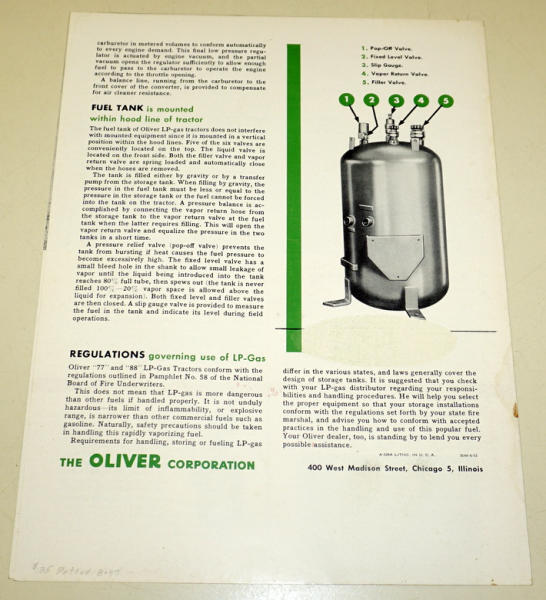 carburetor in metered volumes to conform automatically
to every engine demand. This final low pressure regu-
lator is actuated by engine vacuum, and the partial
vacuum opens the regulator sufficiently to allow enough
fuel to pass to the carburetor to operate the engine
according to the throttle opening.
A balance line, running from the carburetor to the
front cover of the converter, is provided to compensate
for air cleaner resistance.
FUEL TANK is mounted
within hood line of tractor
The fuel tank of Oliver LP-gas tractors does not interfere
with mounted equipment since it is mounted in a vertical
position within the hood lines. Five of the six valves are
conveniently located on the top. The liquid valve is
located on the front side. Both the filler valve and vapor
return valve are spring loaded and automatically close
when the hoses are removed.
The tank is filled either by gravity or by a transfer
pump from the storage tank. When filling by gravity, the
pressure in the fuel tank must be less or equal to the
pressure in the storage tank or the fuel cannot be forced
into the tank on the tractor. A pressure balance is ac-
complished by connecting the vapor return hose from
the storage tank to the vapor return valve at the fuel
tank when the latter requires filling. This will open the
vapor return valve and equalize the pressure in the two
tanks in a short time.
A pressure relief valve (pop-off valve) prevents the
tank from bursting if heat causes the fuel pressure to
become excessively high. The fixed level valve has a
small bleed hole in the shank to allow small leakage of
vapor until the liquid being introduced into the tank
reaches 80% full tube, then spews out (the tank is never
filled 100%—20% vapor space is allowed above the
liquid for expansion). Both fixed level and filler valves
are then closed. A slip gauge valve is provided to measure
the fuel in the tank and indicate its level during field
operations.
1. Pop-Off Valve.
2. Fixed Level Valve.
3. Slip Gauge.
4. Vapor Return Valve.
5. Filler Valve.
1 2 3 4 5
REGULATIONS governing use of LP-Gas
Oliver "77" and "88" LP-Gas Tractors conform with the
regulations outlined in Pamphlet No. 58 of the National
Board of Fire Underwriters.
This does not mean that LP-gas is more dangerous
than other fuels if handled properly. It is not unduly
hazardous—its limit of inflammability, or explosive
range, is narrower than other commercial fuels such as
gasoline. Naturally, safety precautions should be taken
in handling this rapidly vaporizing fuel.
Requirements for handling, storing or fueling LP-gas
differ in the various states, and laws generally cover the
design of storage tanks. It is suggested that you check
with your LP-gas distributor regarding your responsi-
bilities and handling procedures. He will help you select
the proper equipment so that your storage installations
conform with the regulations set forth by your state fire
marshal, and advise you how to conform with accepted
practices in the handling and use of this popular fuel.
Your Oliver dealer, too, is standing by to lend you every
possible assistance.
LITHO. IN U. S. A.
THE OLIVER CORPORATION
400 West Madison Street, Chicago 5, Illinois